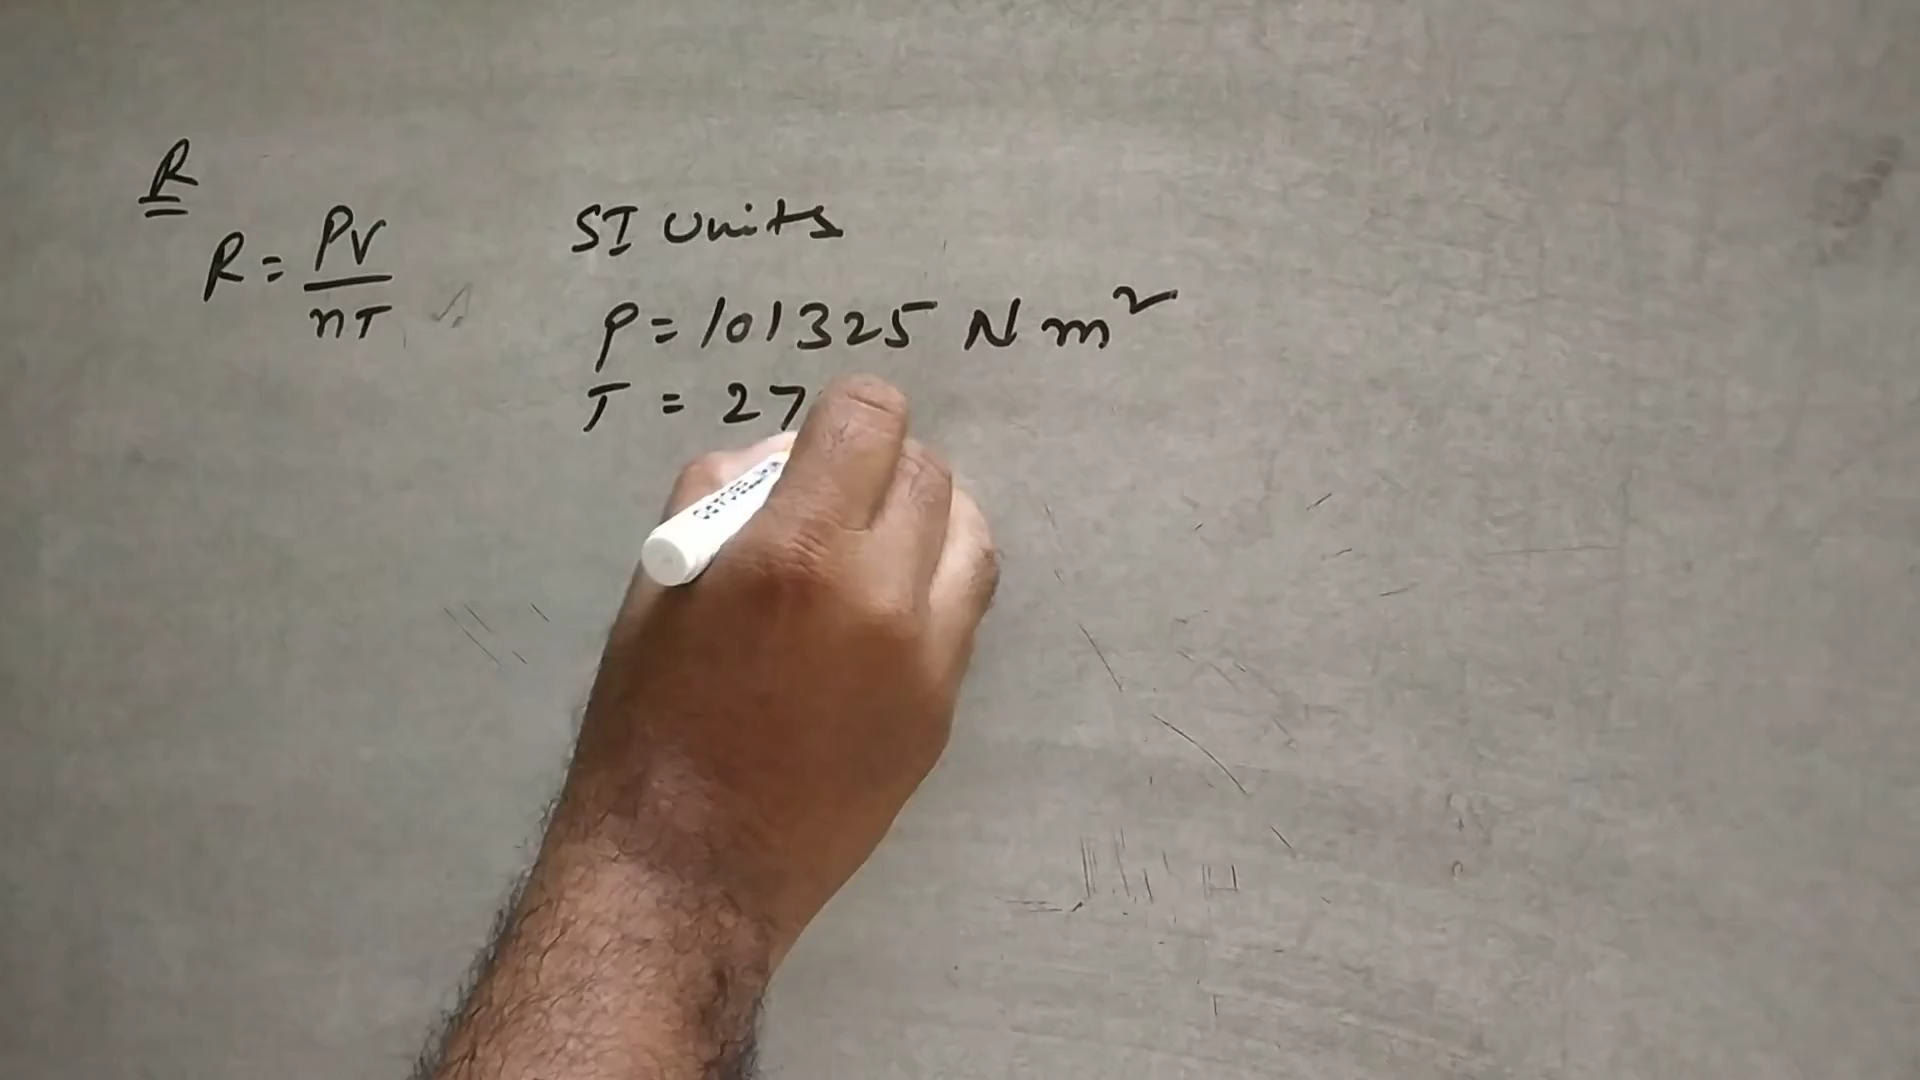 R
R = PV / nT
SI Units
P = 101325 N m²
T = 27